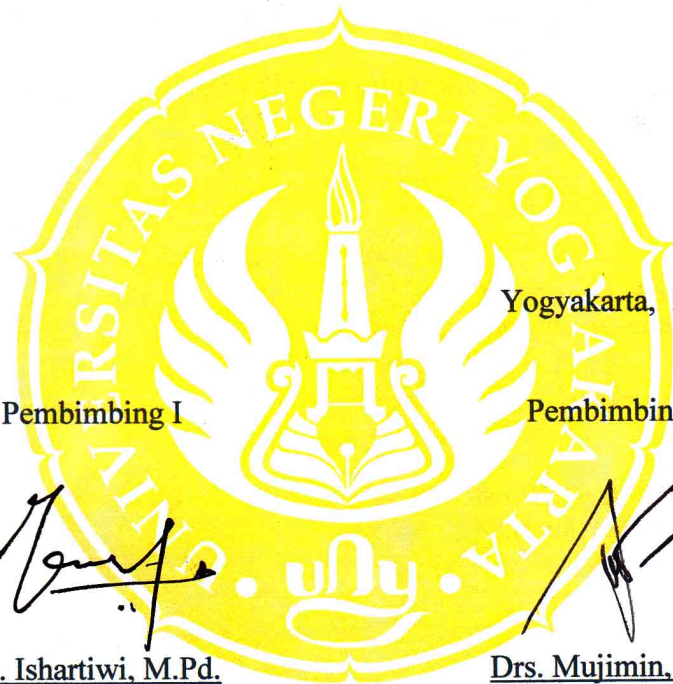 UNIVERSITAS NEGERI YOGYAKARTA
Yogyakarta,
Pembimbing I
Pembimbin
. Ishartiwi, M.Pd.
Drs. Mujimin,
uny